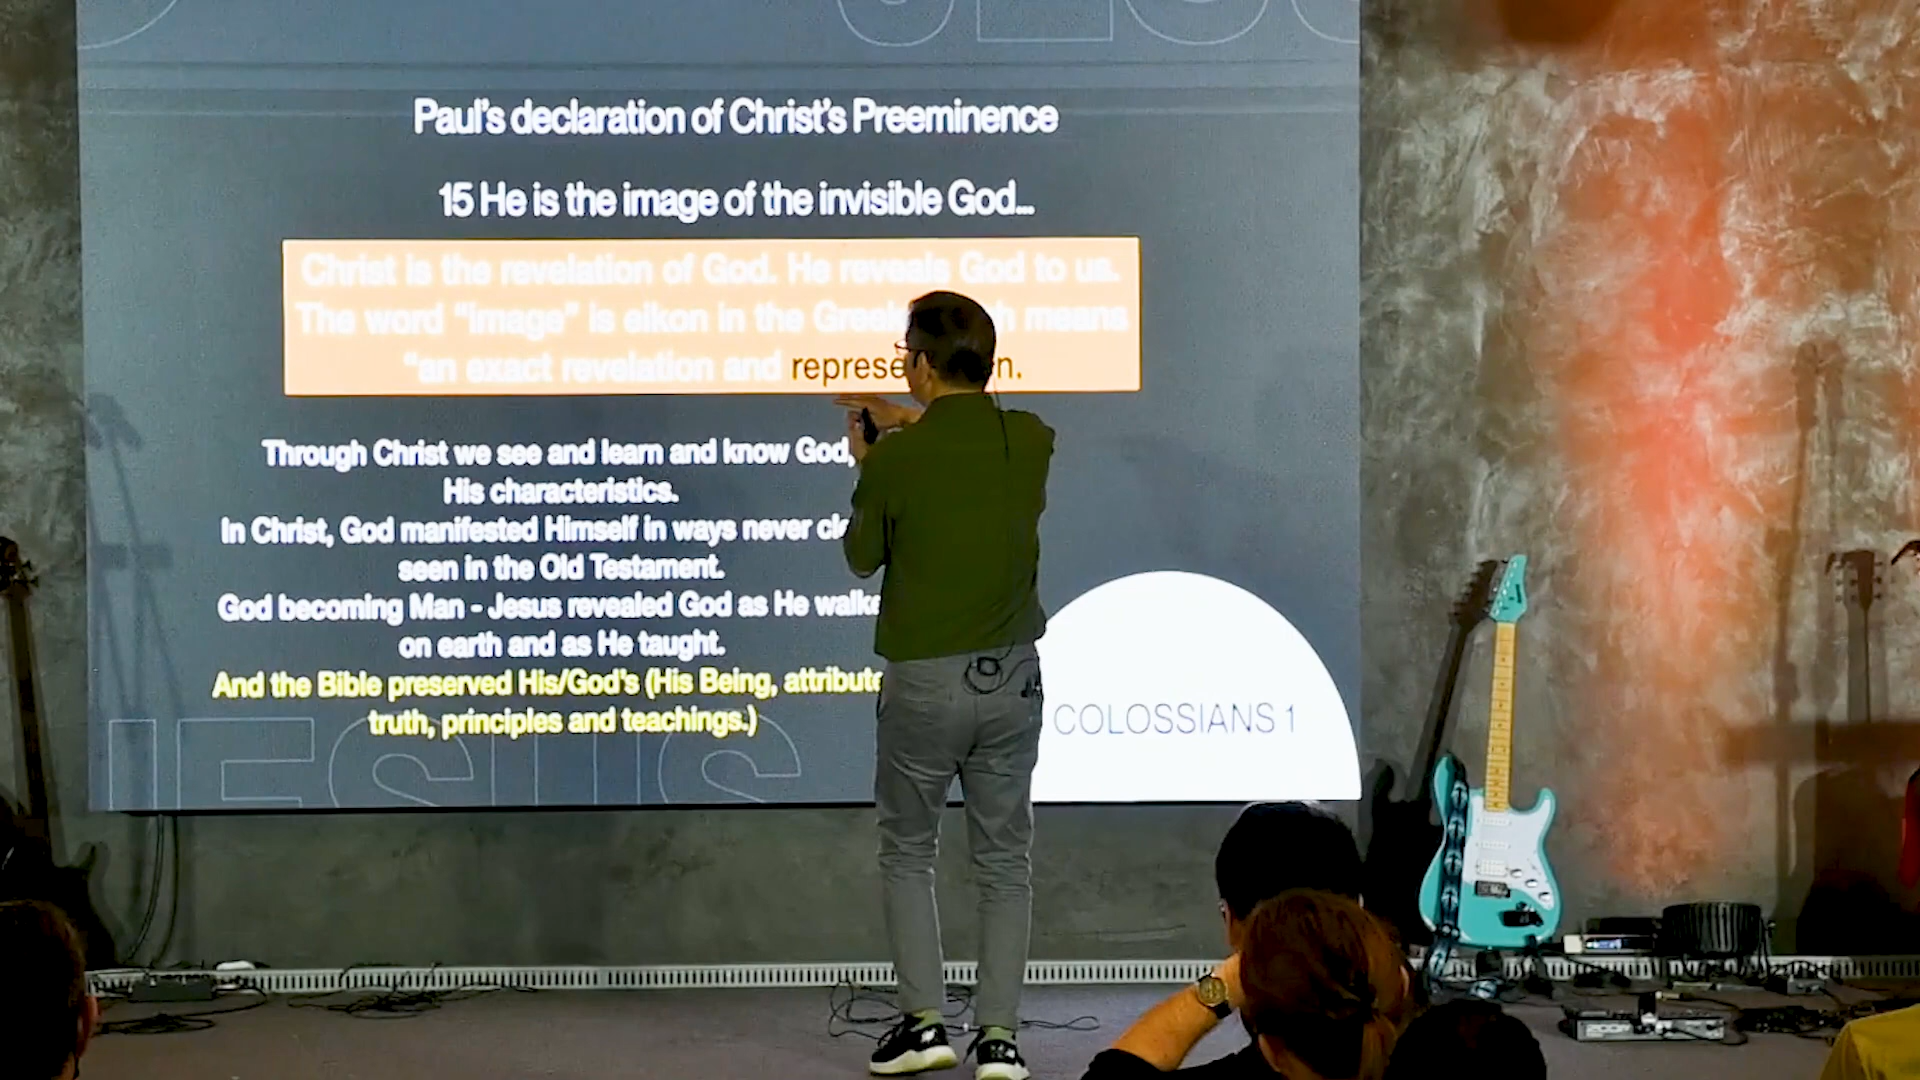 JESUS
Paul's declaration of Christ's Preeminence
15 He is the image of the invisible God...
Christ is the revelation of God. He reveals God to us.
The word "image" is eikon in the Greek means
"an exact revelation and
Through Christ we see and learn and know God,
His characteristics.
In Christ, God manifested Himself in ways never
seen in the Old Testament.
God becoming Man - Jesus revealed God as He
on earth and as He taught.
And the Bible preserved His/God's (His Being,
truth, principles and teachings.)
COLOSSIANS 1
JESUS
ZOOM